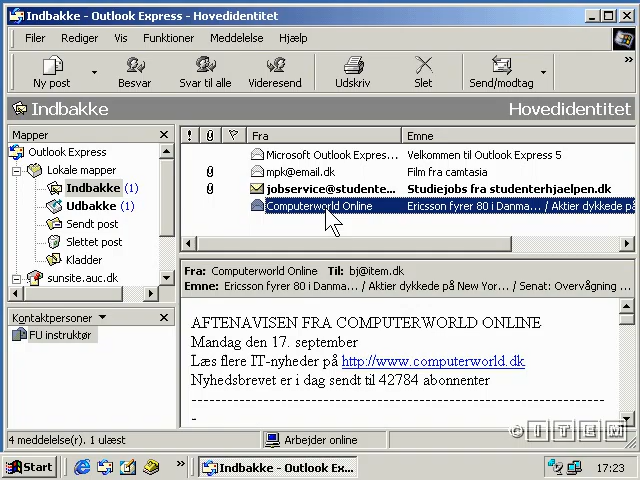 Indbakke - Outlook Express - Hovedidentitet
Filer Rediger Vis Funktioner Meddelelse Hjælp
»
Ny post Besvar Svar til alle Videresend Udskriv Slet Send/modtag
Indbakke Hovedidentitet
Mapper
Outlook Express
Lokale mapper
Indbakke (1)
Udbakke (1)
Sendt post
Slettet post
Kladder
sunsite.auc.dk
Kontaktpersoner
FU instruktør
! Fra Emne
Microsoft Outlook Expres... Velkommen til Outlook Express 5
mpk@email.dk Film fra camtasia
jobservice@studente... Studiejobs fra studenterhjaelpen.dk
Computerworld Online Ericsson fyrer 80 i Danma... / Aktier dykkede på
Fra: Computerworld Online Til: bj@item.dk
Emne: Ericsson fyrer 80 i Danma... / Aktier dykkede på New Yor... / Senat: Overvågning ...
AFTENAVISEN FRA COMPUTERWORLD ONLINE
Mandag den 17. september
Læs flere IT-nyheder på http://www.computerworld.dk
Nyhedsbrevet er i dag sendt til 42784 abonnenter
---------------------------------------------------------------------
-
© ITEM
4 meddelelse(r). 1 ulæst Arbejder online
Start » Indbakke - Outlook Ex... 17:23